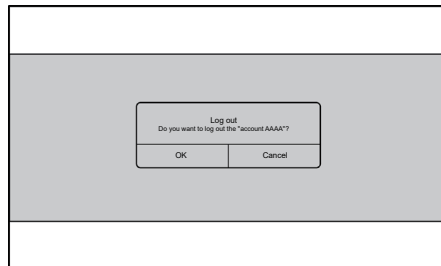 Log out
Do you want to log out the "account AAAA"?
OK
Cancel